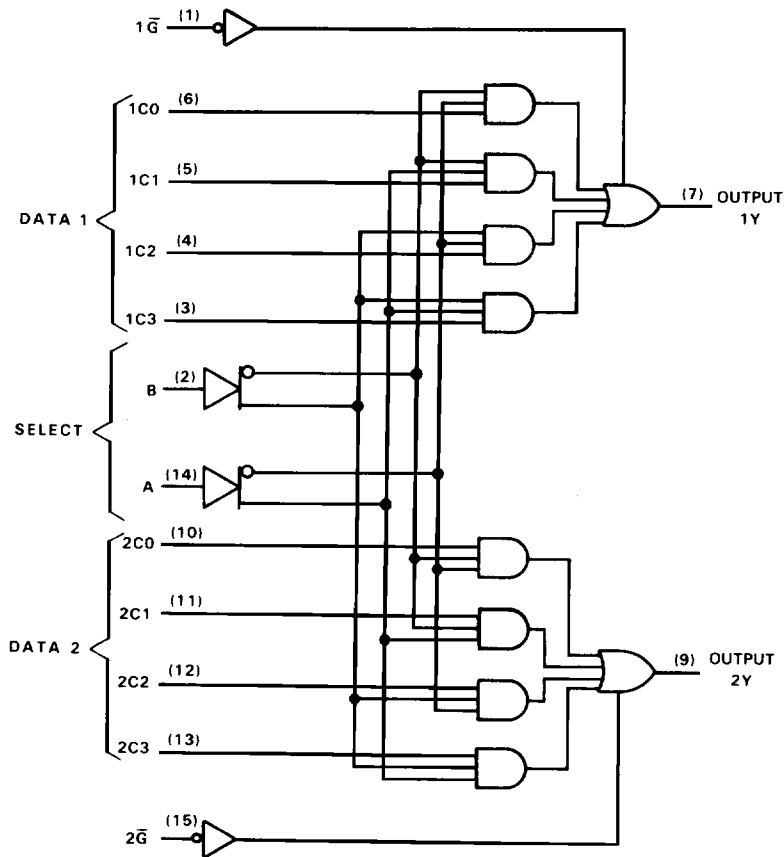 1G̅ (1)
1C0 (6)
1C1 (5)
DATA 1
(7) OUTPUT
1Y
1C2 (4)
1C3 (3)
B (2)
SELECT
A (14)
2C0 (10)
2C1 (11)
DATA 2
2C2 (12)
(9) OUTPUT
2Y
2C3 (13)
2G̅ (15)